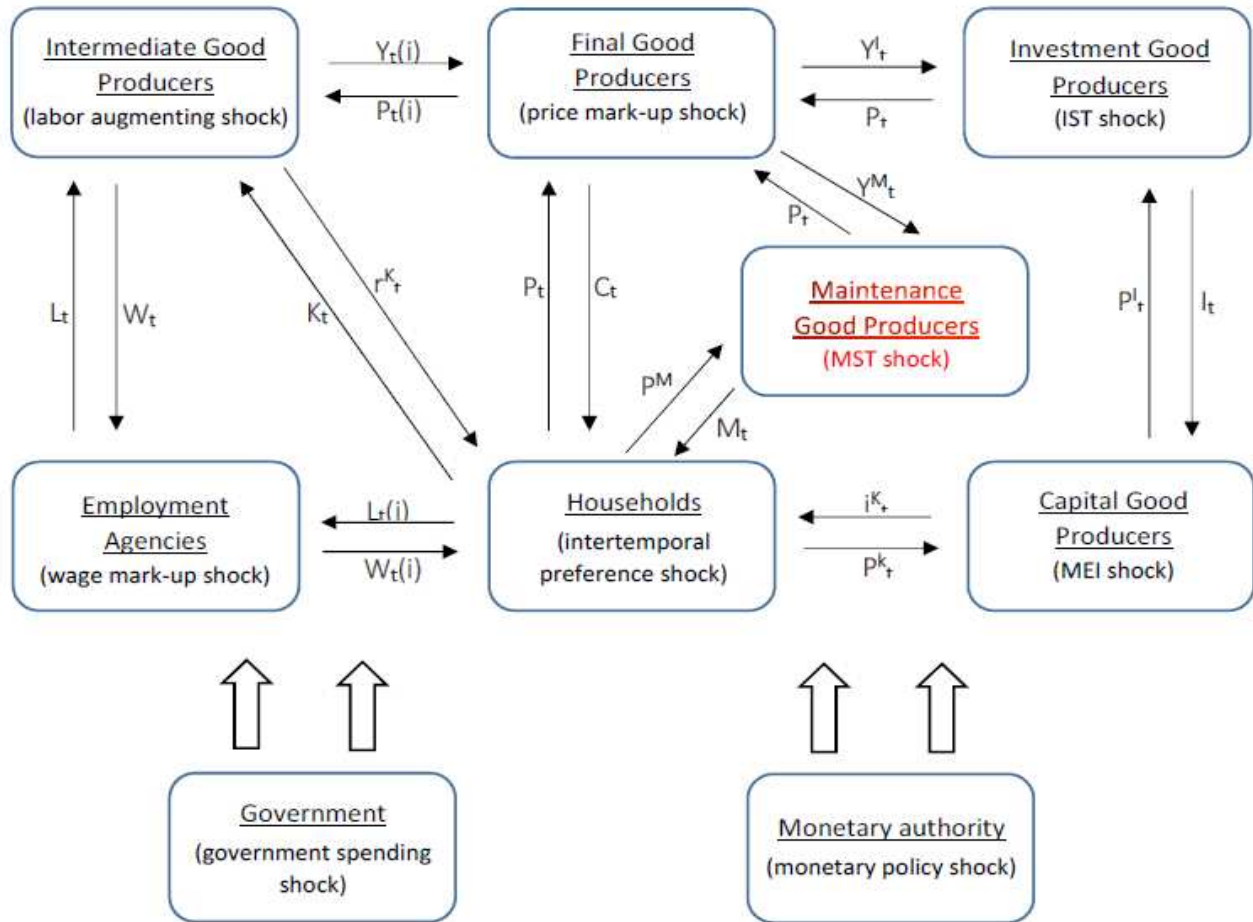 Intermediate Good
Producers
(labor augmenting shock)
Yₜ(i)
Pₜ(i)
Final Good
Producers
(price mark-up shock)
Yᴵₜ
Pₜ
Investment Good
Producers
(IST shock)
Lₜ
Wₜ
rᴷₜ
Kₜ
Pₜ
Cₜ
Yᴹₜ
Pₜ
Maintenance
Good Producers
(MST shock)
Pᴹ
Mₜ
Pᴵₜ
Iₜ
Employment
Agencies
(wage mark-up shock)
Lₜ(i)
Wₜ(i)
Households
(intertemporal
preference shock)
iᴷₜ
Pᵏₜ
Capital Good
Producers
(MEI shock)
Government
(government spending
shock)
Monetary authority
(monetary policy shock)